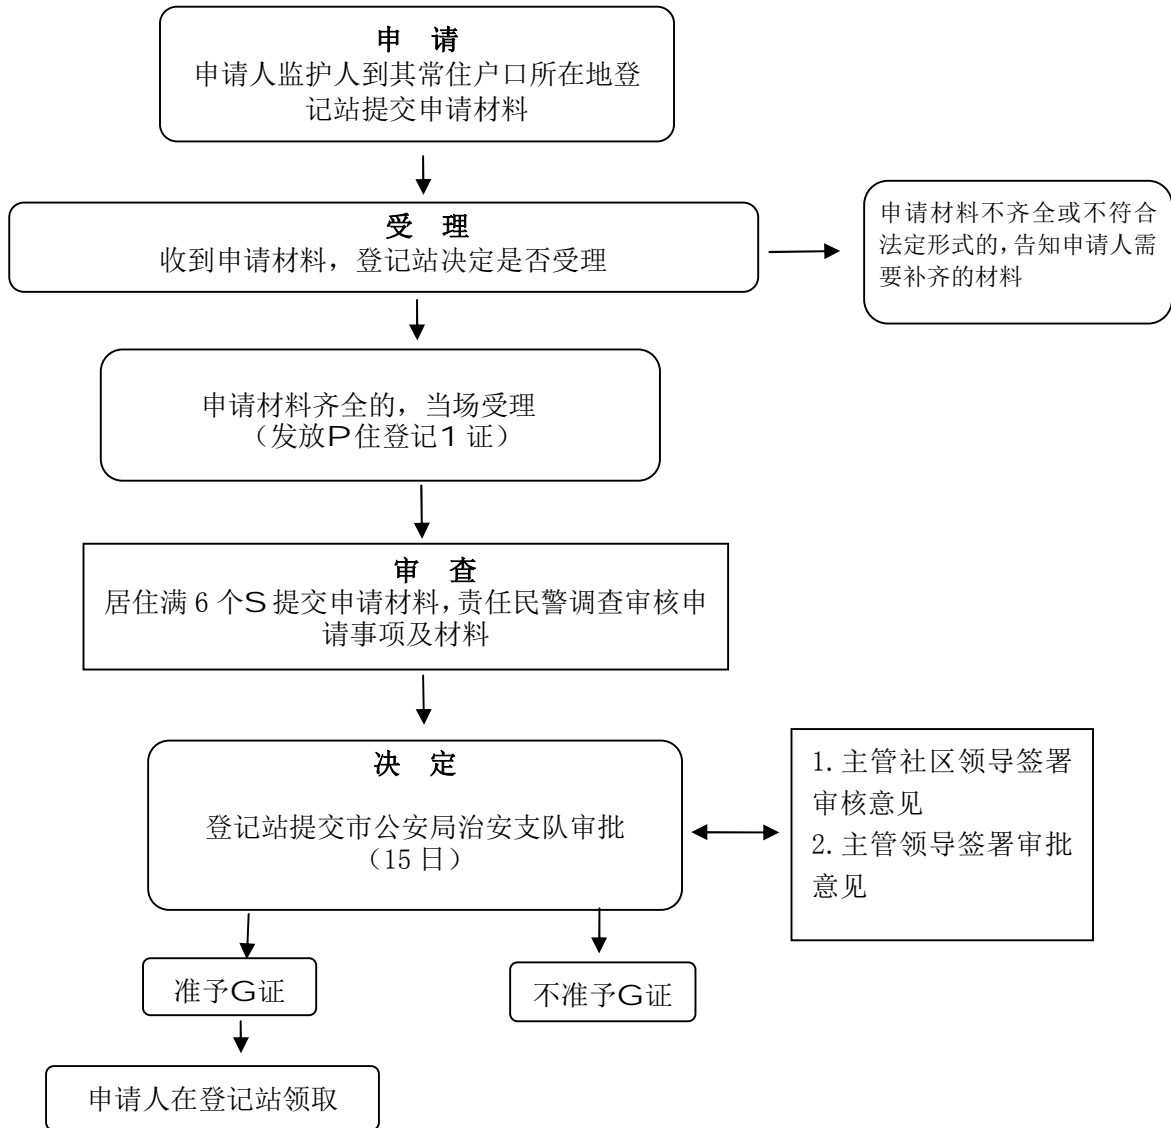 申 请
申请人监护人到其常住户口所在地登
记站提交申请材料
受 理
收到申请材料，登记站决定是否受理
申请材料不齐全或不符合
法定形式的，告知申请人需
要补齐的材料
申请材料齐全的，当场受理
（发放P住登记1证）
审 查
居住满6个S提交申请材料，责任民警调查审核申
请事项及材料
决 定
登记站提交市公安局治安支队审批
（15日）
1.主管社区领导签署
审核意见
2.主管领导签署审批
意见
准予G证
不准予G证
申请人在登记站领取